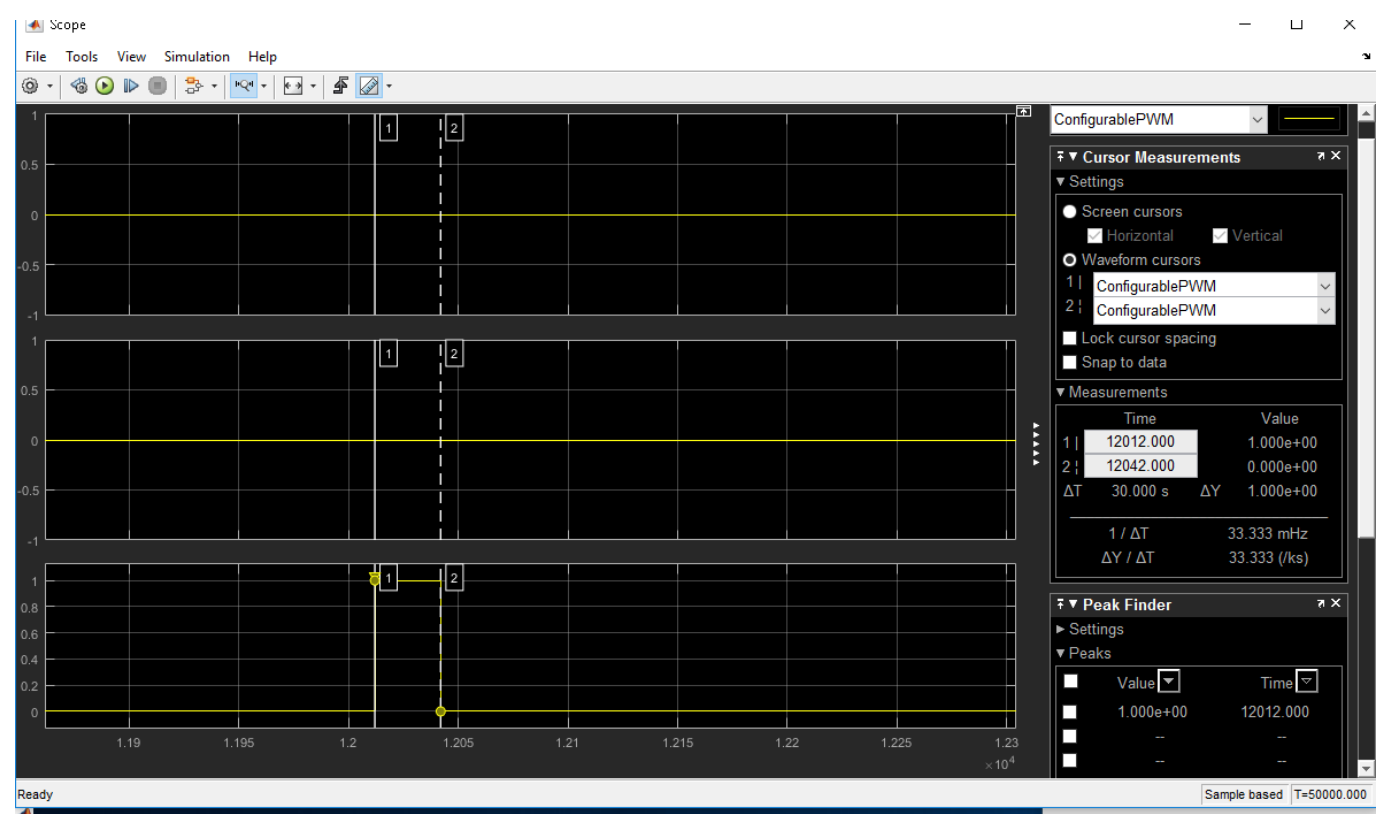 Scope
File Tools View Simulation Help
1
0.5
0
-0.5
-1
1 2
1
0.5
0
-0.5
-1
1 2
1
0.8
0.6
0.4
0.2
0
1 2
1.19 1.195 1.2 1.205 1.21 1.215 1.22 1.225 1.23
×10⁴
ConfigurablePWM
Cursor Measurements
Settings
Screen cursors
Horizontal Vertical
Waveform cursors
1 | ConfigurablePWM
2 ¦ ConfigurablePWM
Lock cursor spacing
Snap to data
Measurements
Time Value
1 | 12012.000 1.000e+00
2 ¦ 12042.000 0.000e+00
ΔT 30.000 s ΔY 1.000e+00
1 / ΔT 33.333 mHz
ΔY / ΔT 33.333 (/ks)
Peak Finder
Settings
Peaks
Value Time
1.000e+00 12012.000
-- --
-- --
Ready
Sample based T=50000.000